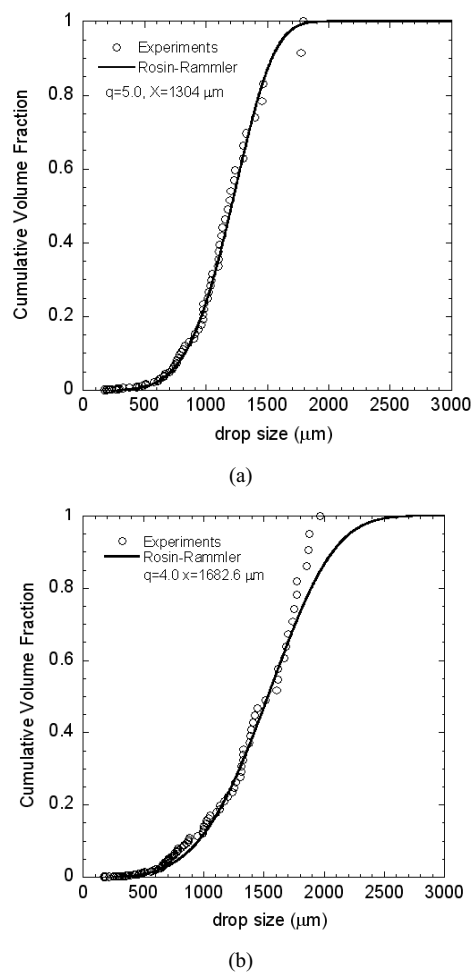 1
0.8
0.6
0.4
0.2
0
Cumulative Volume Fraction
Experiments
Rosin-Rammler
q=5.0, X=1304 μm
0 500 1000 1500 2000 2500 3000
drop size (μm)
(a)
1
0.8
0.6
0.4
0.2
0
Cumulative Volume Fraction
Experiments
Rosin-Rammler
q=4.0 x=1682.6 μm
0 500 1000 1500 2000 2500 3000
drop size (μm)
(b)